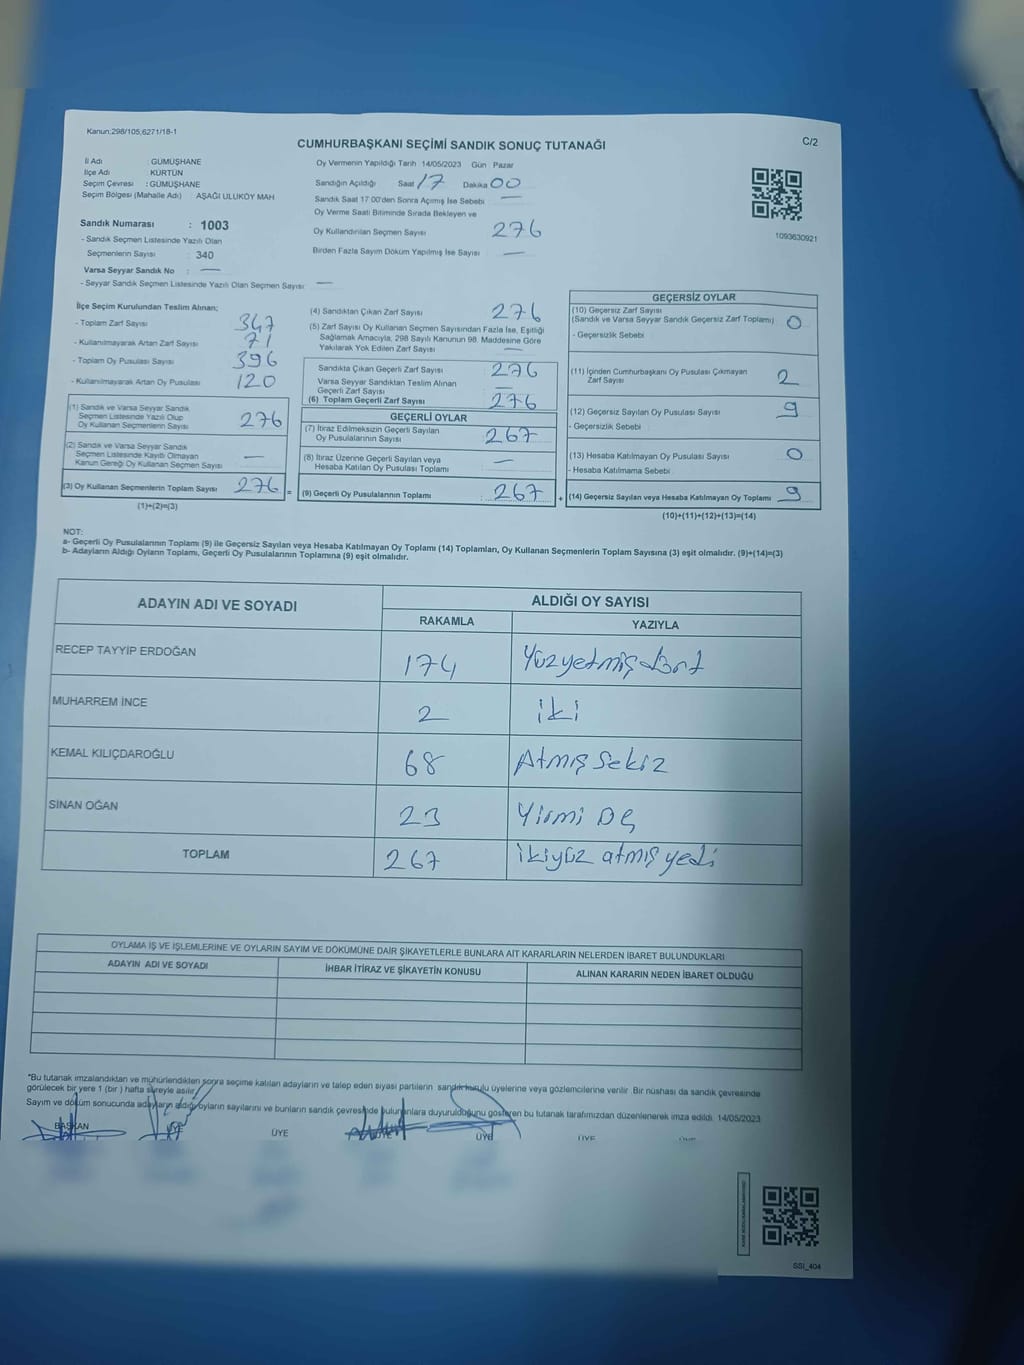 Kanun:298/105;6271/18-1
C/2
CUMHURBAŞKANI SEÇİMİ SANDIK SONUÇ TUTANAĞI
İl Adı : GÜMÜŞHANE
İlçe Adı KÜRTÜN
Seçim Çevresi : GÜMÜŞHANE
Seçim Bölgesi (Mahalle Adı) : AŞAĞI ULUKÖY MAH
Sandık Numarası : 1003
- Sandık Seçmen Listesinde Yazılı Olan
Seçmenlerin Sayısı : 340
Varsa Seyyar Sandık No : —
- Seyyar Sandık Seçmen Listesinde Yazılı Olan Seçmen Sayısı: —
Oy Vermenin Yapıldığı Tarih 14/05/2023 Gün Pazar
Sandığın Açıldığı Saat 17 Dakika 00
Sandık Saat 17.00'den Sonra Açılmış İse Sebebi —
Oy Verme Saati Bitiminde Sırada Bekleyen ve
Oy Kullandırılan Seçmen Sayısı 276
Birden Fazla Sayım Döküm Yapılmış İse Sayısı —
1093630921
İlçe Seçim Kurulundan Teslim Alınan;
- Toplam Zarf Sayısı 347
- Kullanılmayarak Artan Zarf Sayısı 71
- Toplam Oy Pusulası Sayısı 396
- Kullanılmayarak Artan Oy Pusulası 120
(1) Sandık ve Varsa Seyyar Sandık
Seçmen Listesinde Yazılı Olup
Oy Kullanan Seçmenlerin Sayısı 276
(2) Sandık ve Varsa Seyyar Sandık
Seçmen Listesinde Kayıtlı Olmayan
Kanun Gereği Oy Kullanan Seçmen Sayısı —
(3) Oy Kullanan Seçmenlerin Toplam Sayısı 276 =
(1)+(2)=(3)
(4) Sandıktan Çıkan Zarf Sayısı 276
(5) Zarf Sayısı Oy Kullanan Seçmen Sayısından Fazla İse, Eşitliği
Sağlamak Amacıyla; 298 Sayılı Kanunun 98. Maddesine Göre
Yakılarak Yok Edilen Zarf Sayısı —
Sandıkta Çıkan Geçerli Zarf Sayısı 276
Varsa Seyyar Sandıktan Teslim Alınan
Geçerli Zarf Sayısı —
(6) Toplam Geçerli Zarf Sayısı 276
GEÇERLİ OYLAR
(7) İtiraz Edilmeksizin Geçerli Sayılan
Oy Pusulalarının Sayısı 267
(8) İtiraz Üzerine Geçerli Sayılan veya
Hesaba Katılan Oy Pusulası Toplamı —
(9) Geçerli Oy Pusulalarının Toplamı : 267 +
GEÇERSİZ OYLAR
(10) Geçersiz Zarf Sayısı
(Sandık ve Varsa Seyyar Sandık Geçersiz Zarf Toplamı) 0
- Geçersizlik Sebebi
(11) İçinden Cumhurbaşkanı Oy Pusulası Çıkmayan
Zarf Sayısı 2
(12) Geçersiz Sayılan Oy Pusulası Sayısı 9
- Geçersizlik Sebebi
(13) Hesaba Katılmayan Oy Pusulası Sayısı 0
- Hesaba Katılmama Sebebi
(14) Geçersiz Sayılan veya Hesaba Katılmayan Oy Toplamı 9
(10)+(11)+(12)+(13)=(14)
NOT:
a- Geçerli Oy Pusulalarının Toplamı (9) ile Geçersiz Sayılan veya Hesaba Katılmayan Oy Toplamı (14) Toplamları, Oy Kullanan Seçmenlerin Toplam Sayısına (3) eşit olmalıdır. (9)+(14)=(3)
b- Adayların Aldığı Oyların Toplamı, Geçerli Oy Pusulalarının Toplamına (9) eşit olmalıdır.
ADAYIN ADI VE SOYADI
ALDIĞI OY SAYISI
RAKAMLA YAZIYLA
RECEP TAYYİP ERDOĞAN 174 Yüzyetmiş dört
MUHARREM İNCE 2 iki
KEMAL KILIÇDAROĞLU 68 Atmış sekiz
SİNAN OĞAN 23 Yirmi üç
TOPLAM 267 ikiyüz atmış yedi
OYLAMA İŞ VE İŞLEMLERİNE VE OYLARIN SAYIM VE DÖKÜMÜNE DAİR ŞİKAYETLERLE BUNLARA AİT KARARLARIN NELERDEN İBARET BULUNDUKLARI
ADAYIN ADI VE SOYADI İHBAR İTİRAZ VE ŞİKAYETİN KONUSU ALINAN KARARIN NEDEN İBARET OLDUĞU
*Bu tutanak imzalandıktan ve mühürlendikten sonra seçime katılan adayların ve talep eden siyasi partilerin sandık kurulu üyelerine veya gözlemcilerine verilir. Bir nüshası da sandık çevresinde
görülecek bir yere 1 (bir ) hafta süreyle asılır.
Sayım ve döküm sonucunda adayların aldığı oyların sayılarını ve bunların sandık çevresinde bulunanlara duyurulduğunu gösteren bu tutanak tarafımızdan düzenlenerek imza edildi. 14/05/2023
BAŞKAN ÜYE ÜYE ÜYE ÜYE
SSI_404